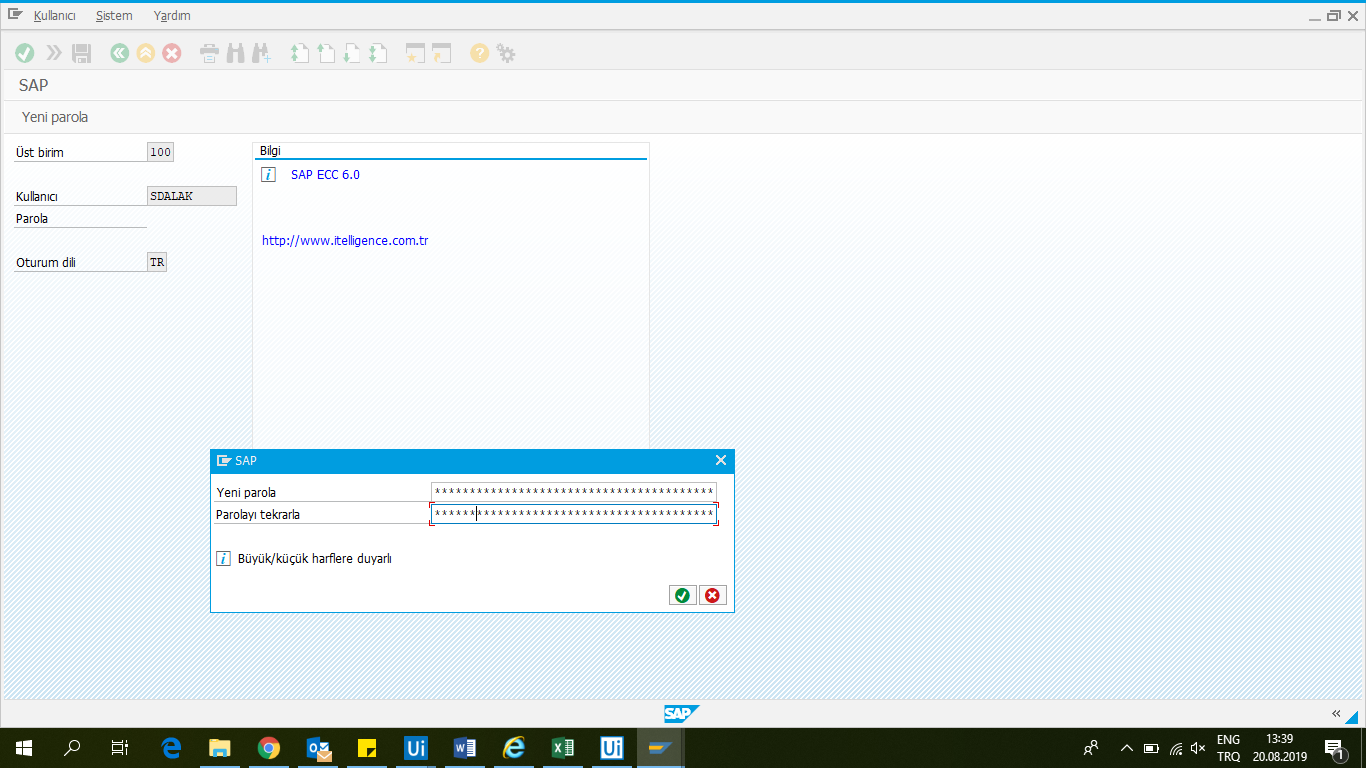 Kullanıcı Sistem Yardım
SAP
Yeni parola
Üst birim 100
Kullanıcı SDALAK
Parola
Oturum dili TR
Bilgi
SAP ECC 6.0
http://www.itelligence.com.tr
SAP
Yeni parola ****************************************
Parolayı tekrarla ****************************************
Büyük/küçük harflere duyarlı
SAP
ENG 13:39
TRQ 20.08.2019
1